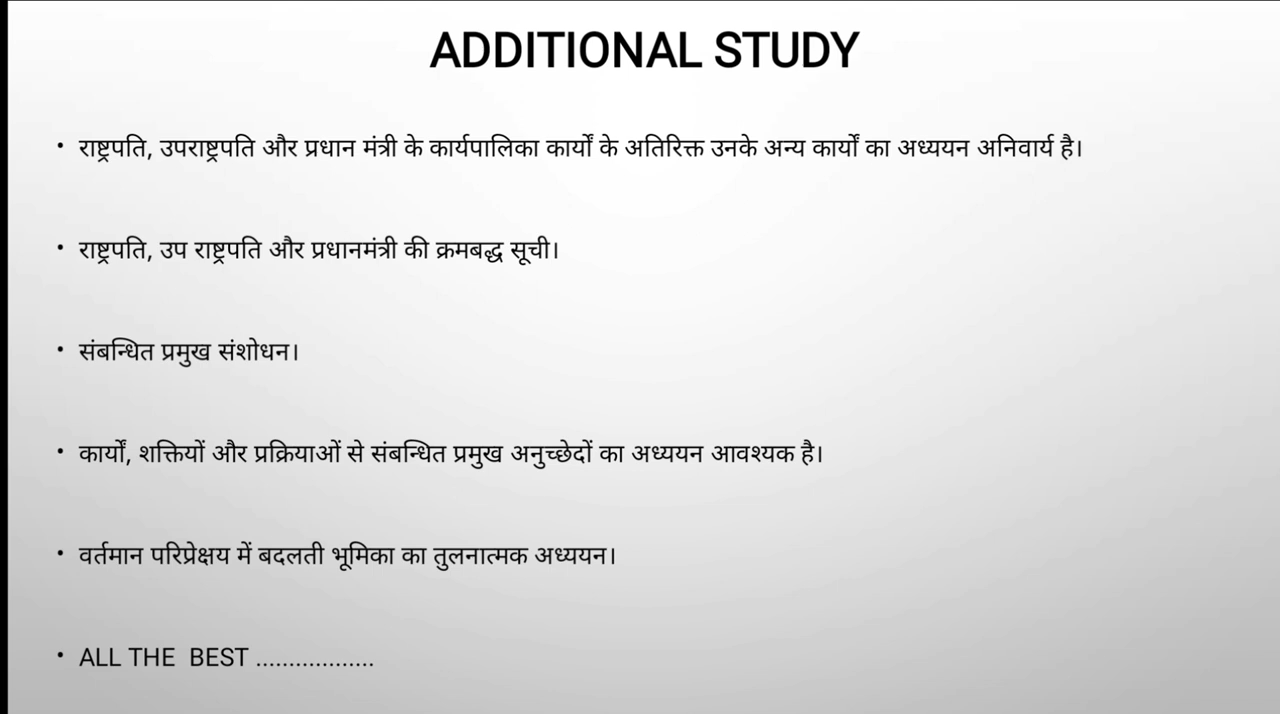 ADDITIONAL STUDY
• राष्ट्रपति, उपराष्ट्रपति और प्रधान मंत्री के कार्यपालिका कार्यों के अतिरिक्त उनके अन्य कार्यों का अध्ययन अनिवार्य है।
• राष्ट्रपति, उप राष्ट्रपति और प्रधानमंत्री की क्रमबद्ध सूची।
• संबन्धित प्रमुख संशोधन।
• कार्यों, शक्तियों और प्रक्रियाओं से संबन्धित प्रमुख अनुच्छेदों का अध्ययन आवश्यक है।
• वर्तमान परिप्रेक्षय में बदलती भूमिका का तुलनात्मक अध्ययन।
• ALL THE  BEST ..................